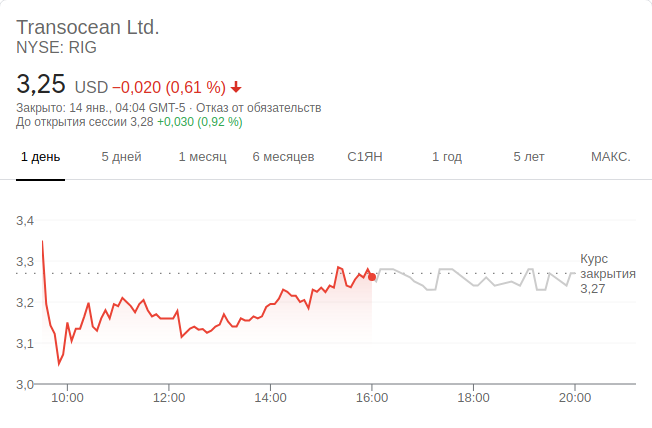 Transocean Ltd.
NYSE: RIG
3,25 USD −0,020 (0,61 %)
Закрыто: 14 янв., 04:04 GMT-5 · Отказ от обязательств
До открытия сессии 3,28 +0,030 (0,92 %)
1 день 5 дней 1 месяц 6 месяцев С1ЯН 1 год 5 лет МАКС.
3,4
3,3
3,2
3,1
3,0
Курс
закрытия
3,27
10:00 12:00 14:00 16:00 18:00 20:00